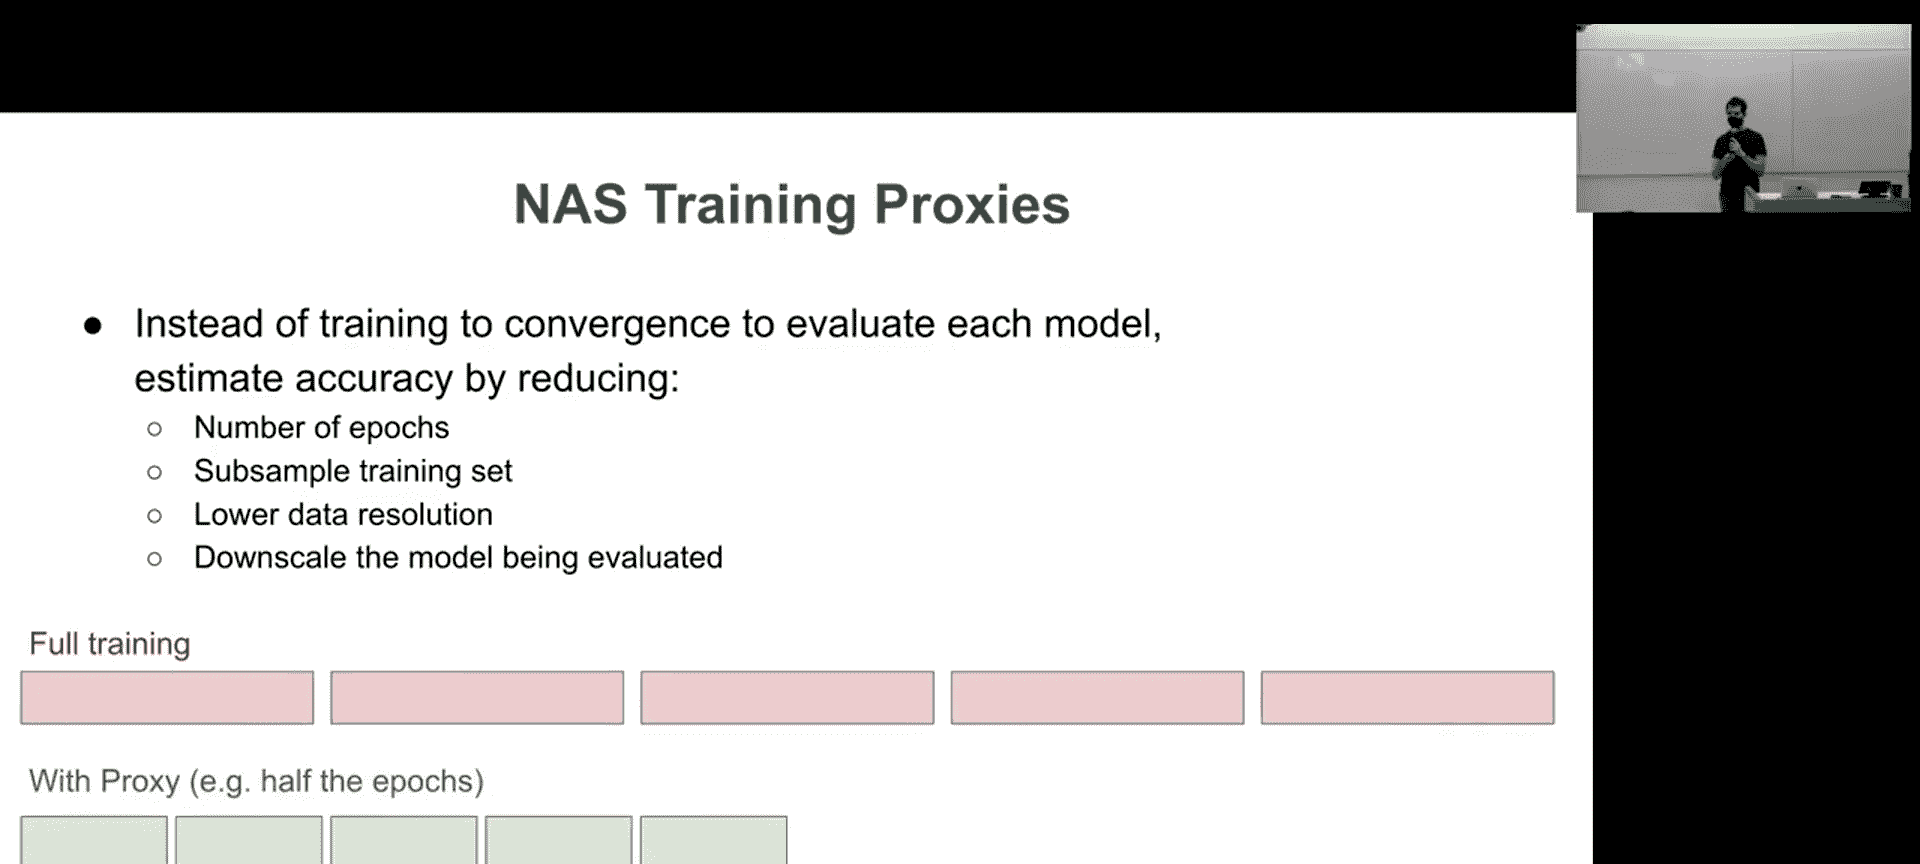 NAS Training Proxies
● Instead of training to convergence to evaluate each model,
estimate accuracy by reducing:
○ Number of epochs
○ Subsample training set
○ Lower data resolution
○ Downscale the model being evaluated
Full training
With Proxy (e.g. half the epochs)